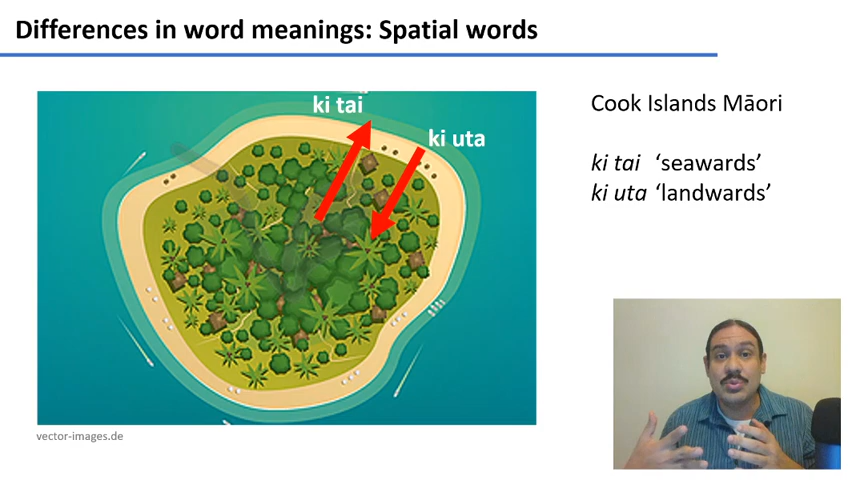 Differences in word meanings: Spatial words
ki tai
ki uta
Cook Islands Māori
ki tai ‘seawards’
ki uta ‘landwards’
vector-images.de